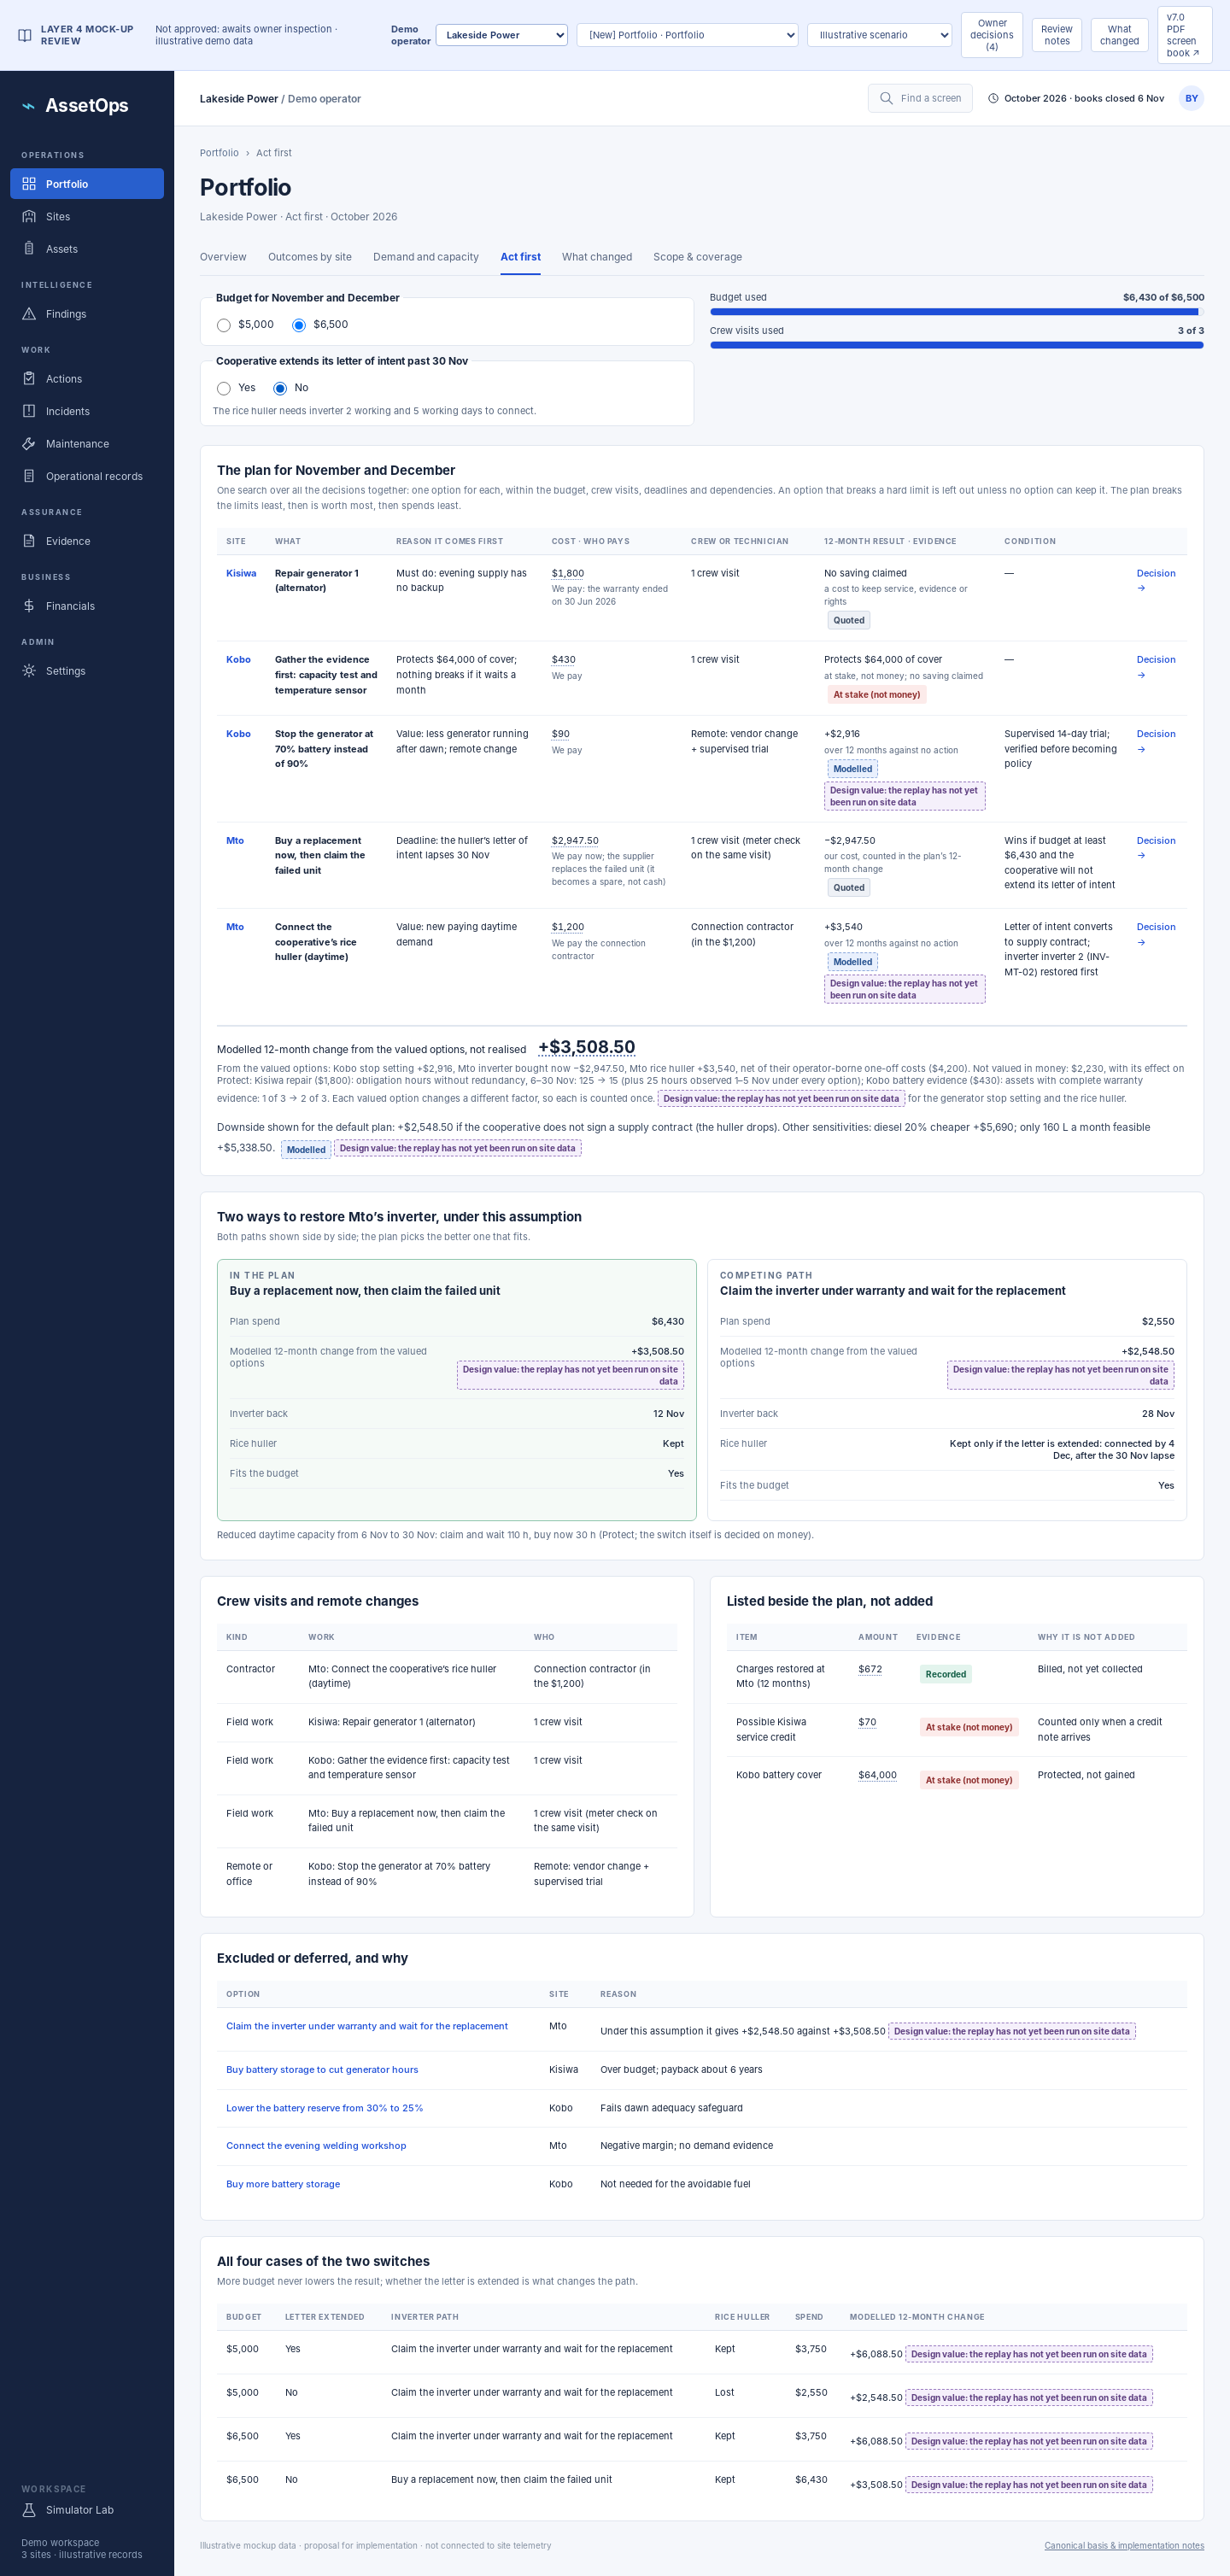 LAYER 4 MOCK-UP
REVIEW
Not approved: awaits owner inspection ·
illustrative demo data
Demo
operator
Lakeside Power
[New] Portfolio · Portfolio
Illustrative scenario
Owner
decisions
(4)
Review
notes
What
changed
v7.0
PDF
screen
book ↗
AssetOps
OPERATIONS
Portfolio
Sites
Assets
INTELLIGENCE
Findings
WORK
Actions
Incidents
Maintenance
Operational records
ASSURANCE
Evidence
BUSINESS
Financials
ADMIN
Settings
WORKSPACE
Simulator Lab
Demo workspace
3 sites · illustrative records
Lakeside Power / Demo operator
Find a screen
October 2026 · books closed 6 Nov
BY
Portfolio › Act first
Portfolio
Lakeside Power · Act first · October 2026
Overview Outcomes by site Demand and capacity Act first What changed Scope & coverage
Budget for November and December
$5,000 $6,500
Cooperative extends its letter of intent past 30 Nov
Yes No
The rice huller needs inverter 2 working and 5 working days to connect.
Budget used $6,430 of $6,500
Crew visits used 3 of 3
The plan for November and December
One search over all the decisions together: one option for each, within the budget, crew visits, deadlines and dependencies. An option that breaks a hard limit is left out unless no option can keep it. The plan breaks
the limits least, then is worth most, then spends least.
SITE WHAT REASON IT COMES FIRST COST · WHO PAYS CREW OR TECHNICIAN 12-MONTH RESULT · EVIDENCE CONDITION
Kisiwa
Repair generator 1
(alternator)
Must do: evening supply has
no backup
$1,800
We pay: the warranty ended
on 30 Jun 2026
1 crew visit
No saving claimed
a cost to keep service, evidence or
rights
Quoted
—
Decision
→
Kobo
Gather the evidence
first: capacity test and
temperature sensor
Protects $64,000 of cover;
nothing breaks if it waits a
month
$430
We pay
1 crew visit
Protects $64,000 of cover
at stake, not money; no saving claimed
At stake (not money)
—
Decision
→
Kobo
Stop the generator at
70% battery instead
of 90%
Value: less generator running
after dawn; remote change
$90
We pay
Remote: vendor change
+ supervised trial
+$2,916
over 12 months against no action
Modelled
Design value: the replay has not yet
been run on site data
Supervised 14-day trial;
verified before becoming
policy
Decision
→
Mto
Buy a replacement
now, then claim the
failed unit
Deadline: the huller's letter of
intent lapses 30 Nov
$2,947.50
We pay now; the supplier
replaces the failed unit (it
becomes a spare, not cash)
1 crew visit (meter check
on the same visit)
−$2,947.50
our cost, counted in the plan's 12-
month change
Quoted
Wins if budget at least
$6,430 and the
cooperative will not
extend its letter of intent
Decision
→
Mto
Connect the
cooperative's rice
huller (daytime)
Value: new paying daytime
demand
$1,200
We pay the connection
contractor
Connection contractor
(in the $1,200)
+$3,540
over 12 months against no action
Modelled
Design value: the replay has not yet
been run on site data
Letter of intent converts
to supply contract;
inverter inverter 2 (INV-
MT-02) restored first
Decision
→
Modelled 12-month change from the valued options, not realised +$3,508.50
From the valued options: Kobo stop setting +$2,916, Mto inverter bought now −$2,947.50, Mto rice huller +$3,540, net of their operator-borne one-off costs ($4,200). Not valued in money: $2,230, with its effect on
Protect: Kisiwa repair ($1,800): obligation hours without redundancy, 6–30 Nov: 125 → 15 (plus 25 hours observed 1–5 Nov under every option); Kobo battery evidence ($430): assets with complete warranty
evidence: 1 of 3 → 2 of 3. Each valued option changes a different factor, so each is counted once. Design value: the replay has not yet been run on site data for the generator stop setting and the rice huller.
Downside shown for the default plan: +$2,548.50 if the cooperative does not sign a supply contract (the huller drops). Other sensitivities: diesel 20% cheaper +$5,690; only 160 L a month feasible
+$5,338.50. Modelled Design value: the replay has not yet been run on site data
Two ways to restore Mto's inverter, under this assumption
Both paths shown side by side; the plan picks the better one that fits.
IN THE PLAN
Buy a replacement now, then claim the failed unit
Plan spend $6,430
Modelled 12-month change from the valued
options
+$3,508.50
Design value: the replay has not yet been run on site
data
Inverter back 12 Nov
Rice huller Kept
Fits the budget Yes
COMPETING PATH
Claim the inverter under warranty and wait for the replacement
Plan spend $2,550
Modelled 12-month change from the valued
options
+$2,548.50
Design value: the replay has not yet been run on site
data
Inverter back 28 Nov
Rice huller
Kept only if the letter is extended: connected by 4
Dec, after the 30 Nov lapse
Fits the budget Yes
Reduced daytime capacity from 6 Nov to 30 Nov: claim and wait 110 h, buy now 30 h (Protect; the switch itself is decided on money).
Crew visits and remote changes
KIND WORK WHO
Contractor
Mto: Connect the cooperative's rice huller
(daytime)
Connection contractor (in
the $1,200)
Field work Kisiwa: Repair generator 1 (alternator) 1 crew visit
Field work
Kobo: Gather the evidence first: capacity test
and temperature sensor
1 crew visit
Field work
Mto: Buy a replacement now, then claim the
failed unit
1 crew visit (meter check on
the same visit)
Remote or
office
Kobo: Stop the generator at 70% battery
instead of 90%
Remote: vendor change +
supervised trial
Listed beside the plan, not added
ITEM AMOUNT EVIDENCE WHY IT IS NOT ADDED
Charges restored at
Mto (12 months)
$672 Recorded Billed, not yet collected
Possible Kisiwa
service credit
$70 At stake (not money)
Counted only when a credit
note arrives
Kobo battery cover $64,000 At stake (not money) Protected, not gained
Excluded or deferred, and why
OPTION SITE REASON
Claim the inverter under warranty and wait for the replacement Mto Under this assumption it gives +$2,548.50 against +$3,508.50 Design value: the replay has not yet been run on site data
Buy battery storage to cut generator hours Kisiwa Over budget; payback about 6 years
Lower the battery reserve from 30% to 25% Kobo Fails dawn adequacy safeguard
Connect the evening welding workshop Mto Negative margin; no demand evidence
Buy more battery storage Kobo Not needed for the avoidable fuel
All four cases of the two switches
More budget never lowers the result; whether the letter is extended is what changes the path.
BUDGET LETTER EXTENDED INVERTER PATH RICE HULLER SPEND MODELLED 12-MONTH CHANGE
$5,000 Yes Claim the inverter under warranty and wait for the replacement Kept $3,750 +$6,088.50 Design value: the replay has not yet been run on site data
$5,000 No Claim the inverter under warranty and wait for the replacement Lost $2,550 +$2,548.50 Design value: the replay has not yet been run on site data
$6,500 Yes Claim the inverter under warranty and wait for the replacement Kept $3,750 +$6,088.50 Design value: the replay has not yet been run on site data
$6,500 No Buy a replacement now, then claim the failed unit Kept $6,430 +$3,508.50 Design value: the replay has not yet been run on site data
Illustrative mockup data · proposal for implementation · not connected to site telemetry
Canonical basis & implementation notes